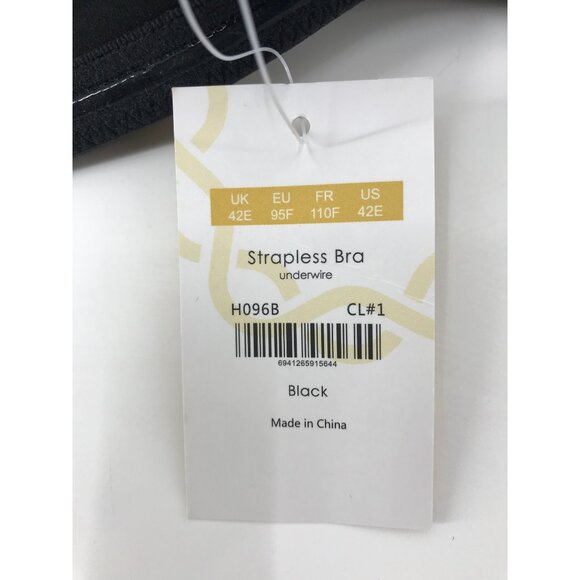 UK EU FR US
42E 95F 110F 42E
Strapless Bra
underwire
H096B CL#1
6941265915644
Black
Made in China